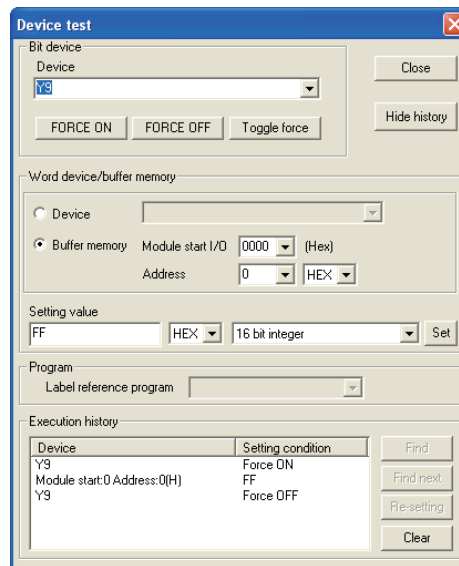 Device test
Bit device
Device
Y9
Close
FORCE ON FORCE OFF Toggle force
Hide history
Word device/buffer memory
Device
Buffer memory Module start I/O 0000 (Hex)
Address 0 HEX
Setting value
FF HEX 16 bit integer Set
Program
Label reference program
Execution history
Device Setting condition
Y9 Force ON
Module start:0 Address:0(H) FF
Y9 Force OFF
Find
Find next
Re-setting
Clear